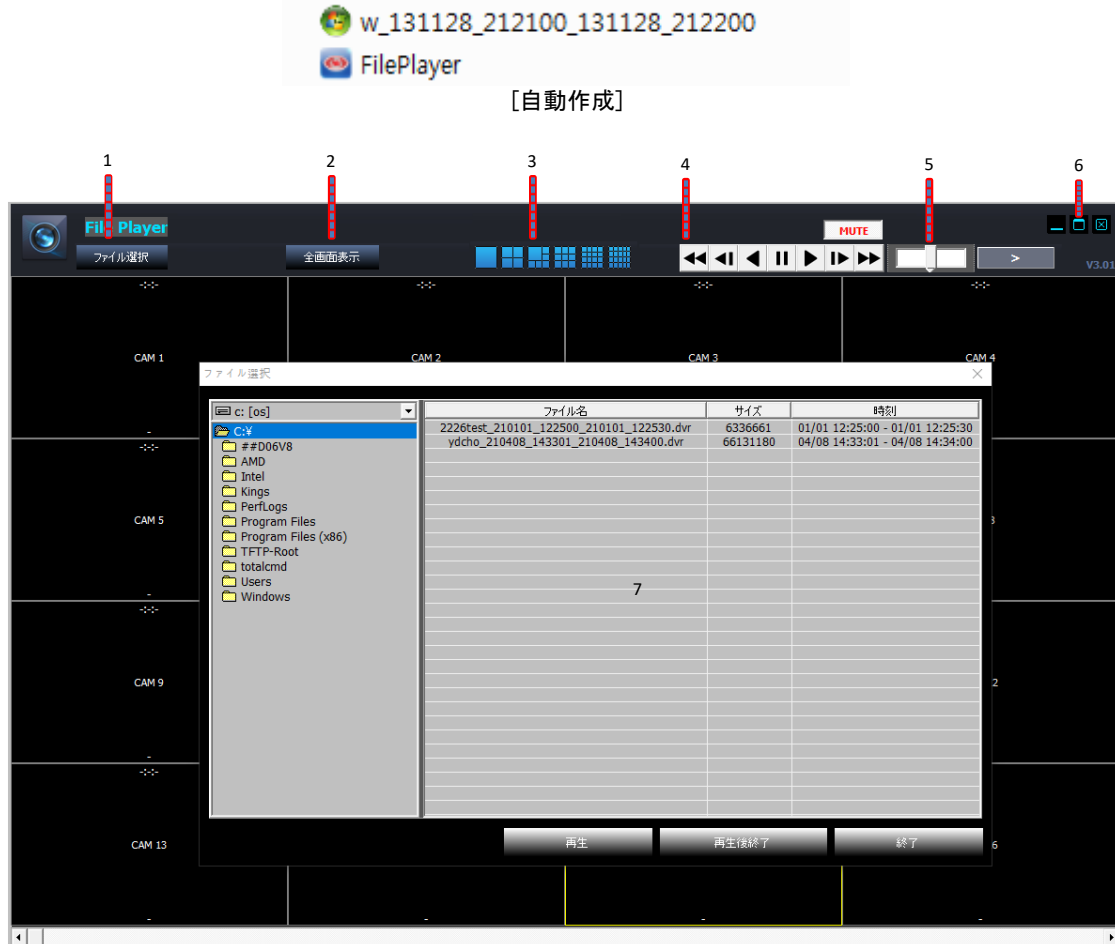 w_131128_212100_131128_212200
FilePlayer
[自動作成]
1 2 3 4 5 6
File Player
MUTE
ファイル選択 全画面表示 > V3.01
-:-:- -:-:- -:-:- -:-:-
CAM 1 CAM 2 CAM 3 CAM 4
ファイル選択
c: [os] ファイル名 サイズ 時刻
C:¥ 2226test_210101_122500_210101_122530.dvr 6336661 01/01 12:25:00 - 01/01 12:25:30
##D06V8 ydcho_210408_143301_210408_143400.dvr 66131180 04/08 14:33:01 - 04/08 14:34:00
-
-:-:-
AMD
Intel
Kings
PerfLogs
CAM 5 Program Files
Program Files (x86)
TFTP-Root
totalcmd
Users
7
Windows
-
-:-:-
CAM 9 2
-
-:-:-
再生 再生後終了 終了
CAM 13 6
- - - -